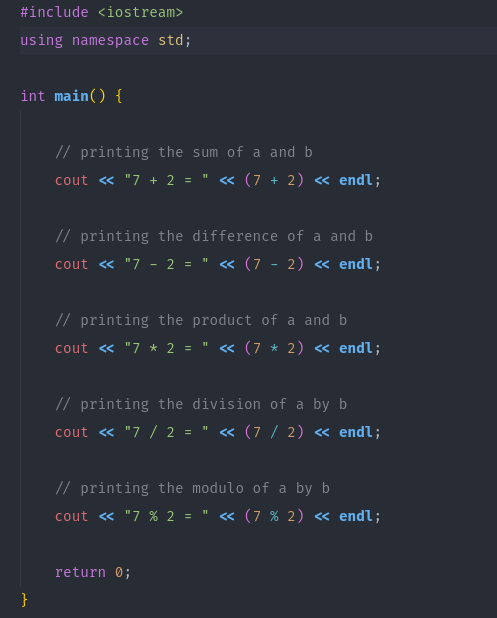 #include <iostream>
using namespace std;
int main() {
// printing the sum of a and b
cout << "7 + 2 = " << (7 + 2) << endl;
// printing the difference of a and b
cout << "7 - 2 = " << (7 - 2) << endl;
// printing the product of a and b
cout << "7 * 2 = " << (7 * 2) << endl;
// printing the division of a by b
cout << "7 / 2 = " << (7 / 2) << endl;
// printing the modulo of a by b
cout << "7 % 2 = " << (7 % 2) << endl;
return 0;
}